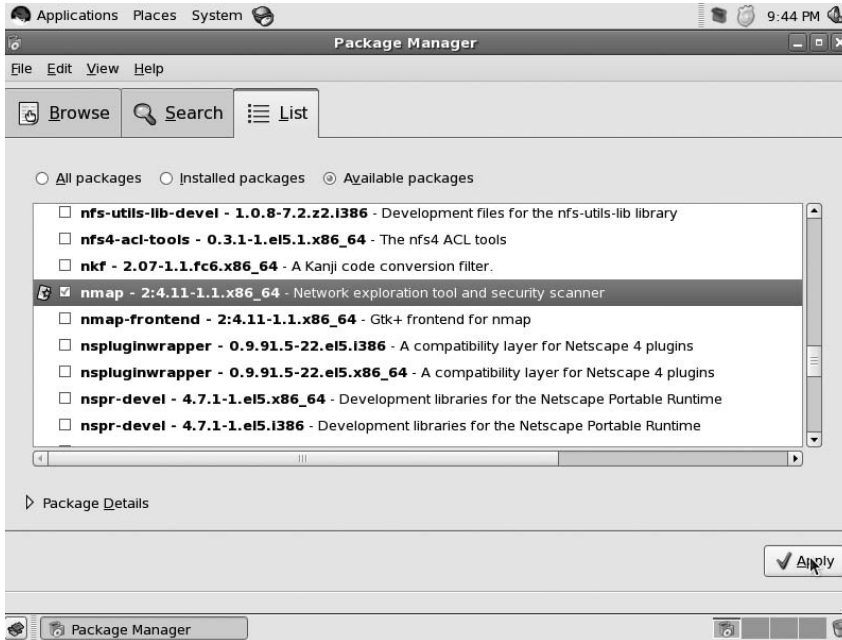 Applications Places System 9:44 PM
Package Manager
File Edit View Help
Browse Search List
All packages Installed packages Available packages
nfs-utils-lib-devel - 1.0.8-7.2.z2.i386 - Development files for the nfs-utils-lib library
nfs4-acl-tools - 0.3.1-1.el5.1.x86_64 - The nfs4 ACL tools
nkf - 2.07-1.1.fc6.x86_64 - A Kanji code conversion filter.
nmap - 2:4.11-1.1.x86_64 - Network exploration tool and security scanner
nmap-frontend - 2:4.11-1.1.x86_64 - Gtk+ frontend for nmap
nspluginwrapper - 0.9.91.5-22.el5.i386 - A compatibility layer for Netscape 4 plugins
nspluginwrapper - 0.9.91.5-22.el5.x86_64 - A compatibility layer for Netscape 4 plugins
nspr-devel - 4.7.1-1.el5.x86_64 - Development libraries for the Netscape Portable Runtime
nspr-devel - 4.7.1-1.el5.i386 - Development libraries for the Netscape Portable Runtime
Package Details
Apply
Package Manager